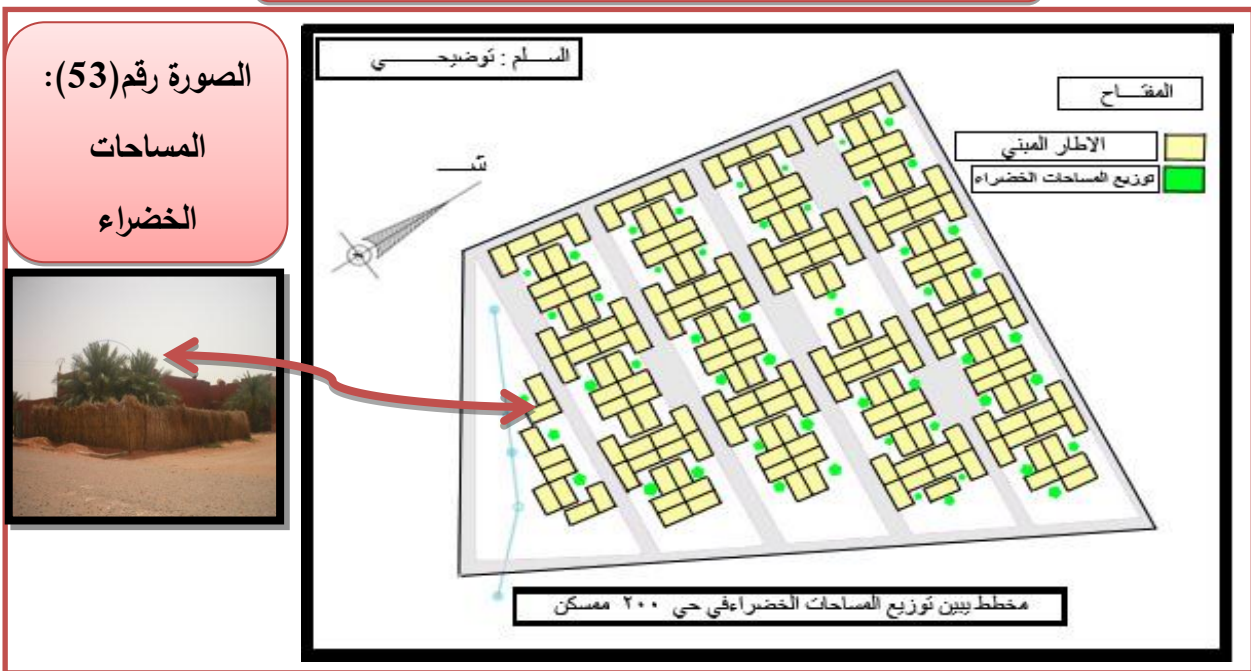 الصورة رقم(53):
المساحات
الخضراء
السلم : توضيحي
شـ
المفتاح
الاطار المبني
توزيع المساحات الخضراء
مخطط يبين توزيع المساحات الخضراءفي حي ٢٠٠ مسكن